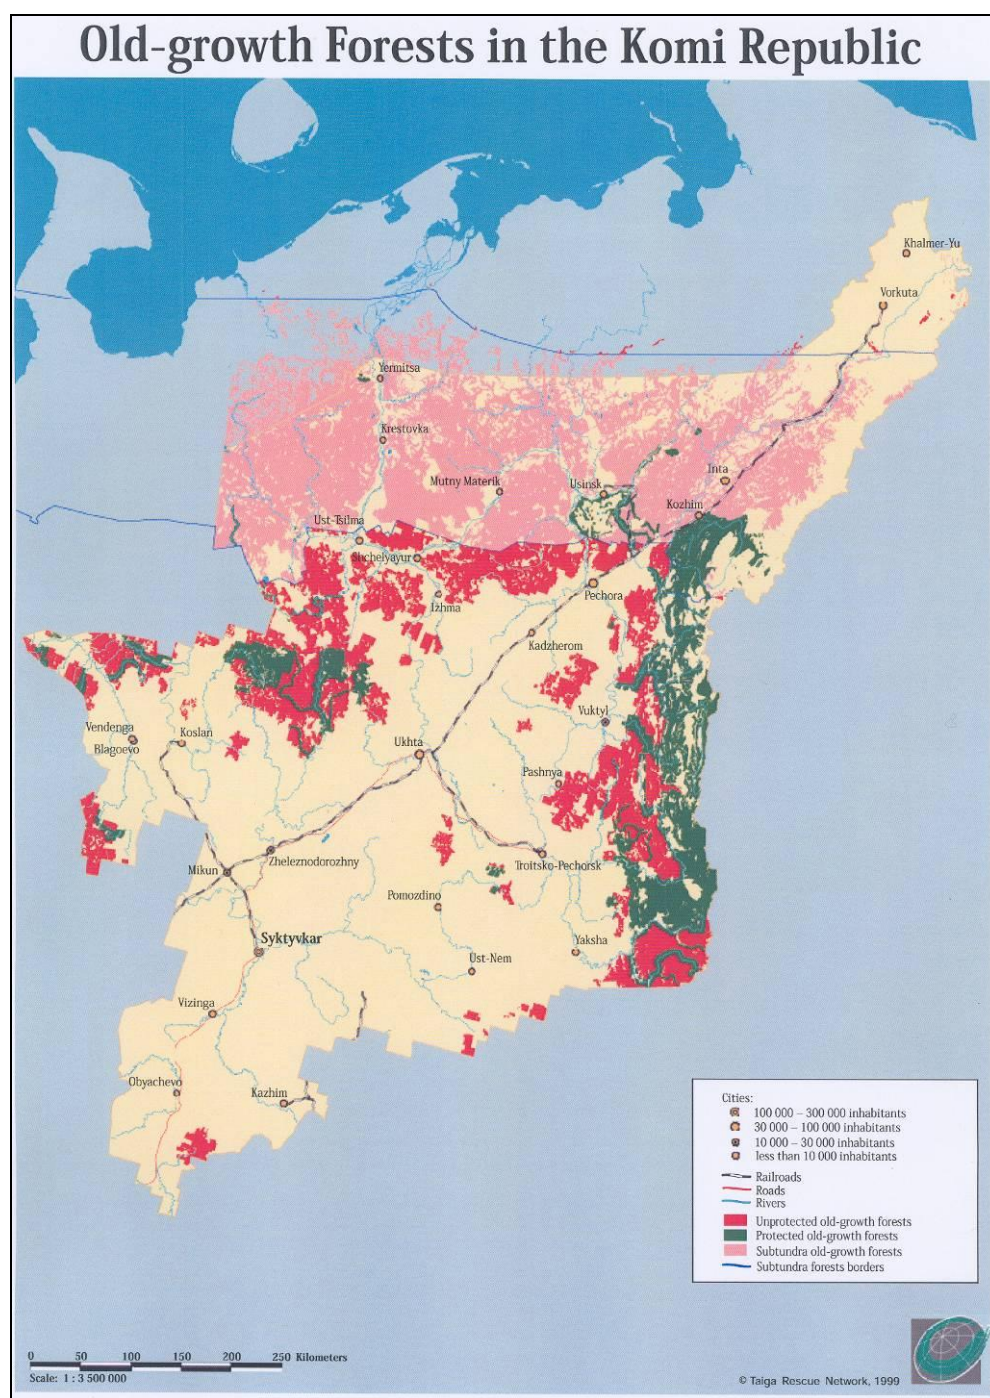 Old-growth Forests in the Komi Republic
Khalmer-Yu
Vorkuta
Yermitsa
Krestovka
Mutny Materik
Usinsk
Inta
Kozhim
Ust-Tsilma
Shchelyayur
Izhma
Pechora
Kadzherom
Vuktyl
Vendenga
Blagoevo
Koslan
Ukhta
Pashnya
Zheleznodorozhny
Mikun
Troitsko-Pechorsk
Pomozdino
Syktyvkar
Yaksha
Ust-Nem
Vizinga
Obyachevo
Kazhim
Cities:
100 000 – 300 000 inhabitants
30 000 – 100 000 inhabitants
10 000 – 30 000 inhabitants
less than 10 000 inhabitants
Railroads
Roads
Rivers
Unprotected old-growth forests
Protected old-growth forests
Subtundra old-growth forests
Subtundra forests borders
0 50 100 150 200 250 Kilometers
Scale: 1 : 3 500 000
© Taiga Rescue Network, 1999